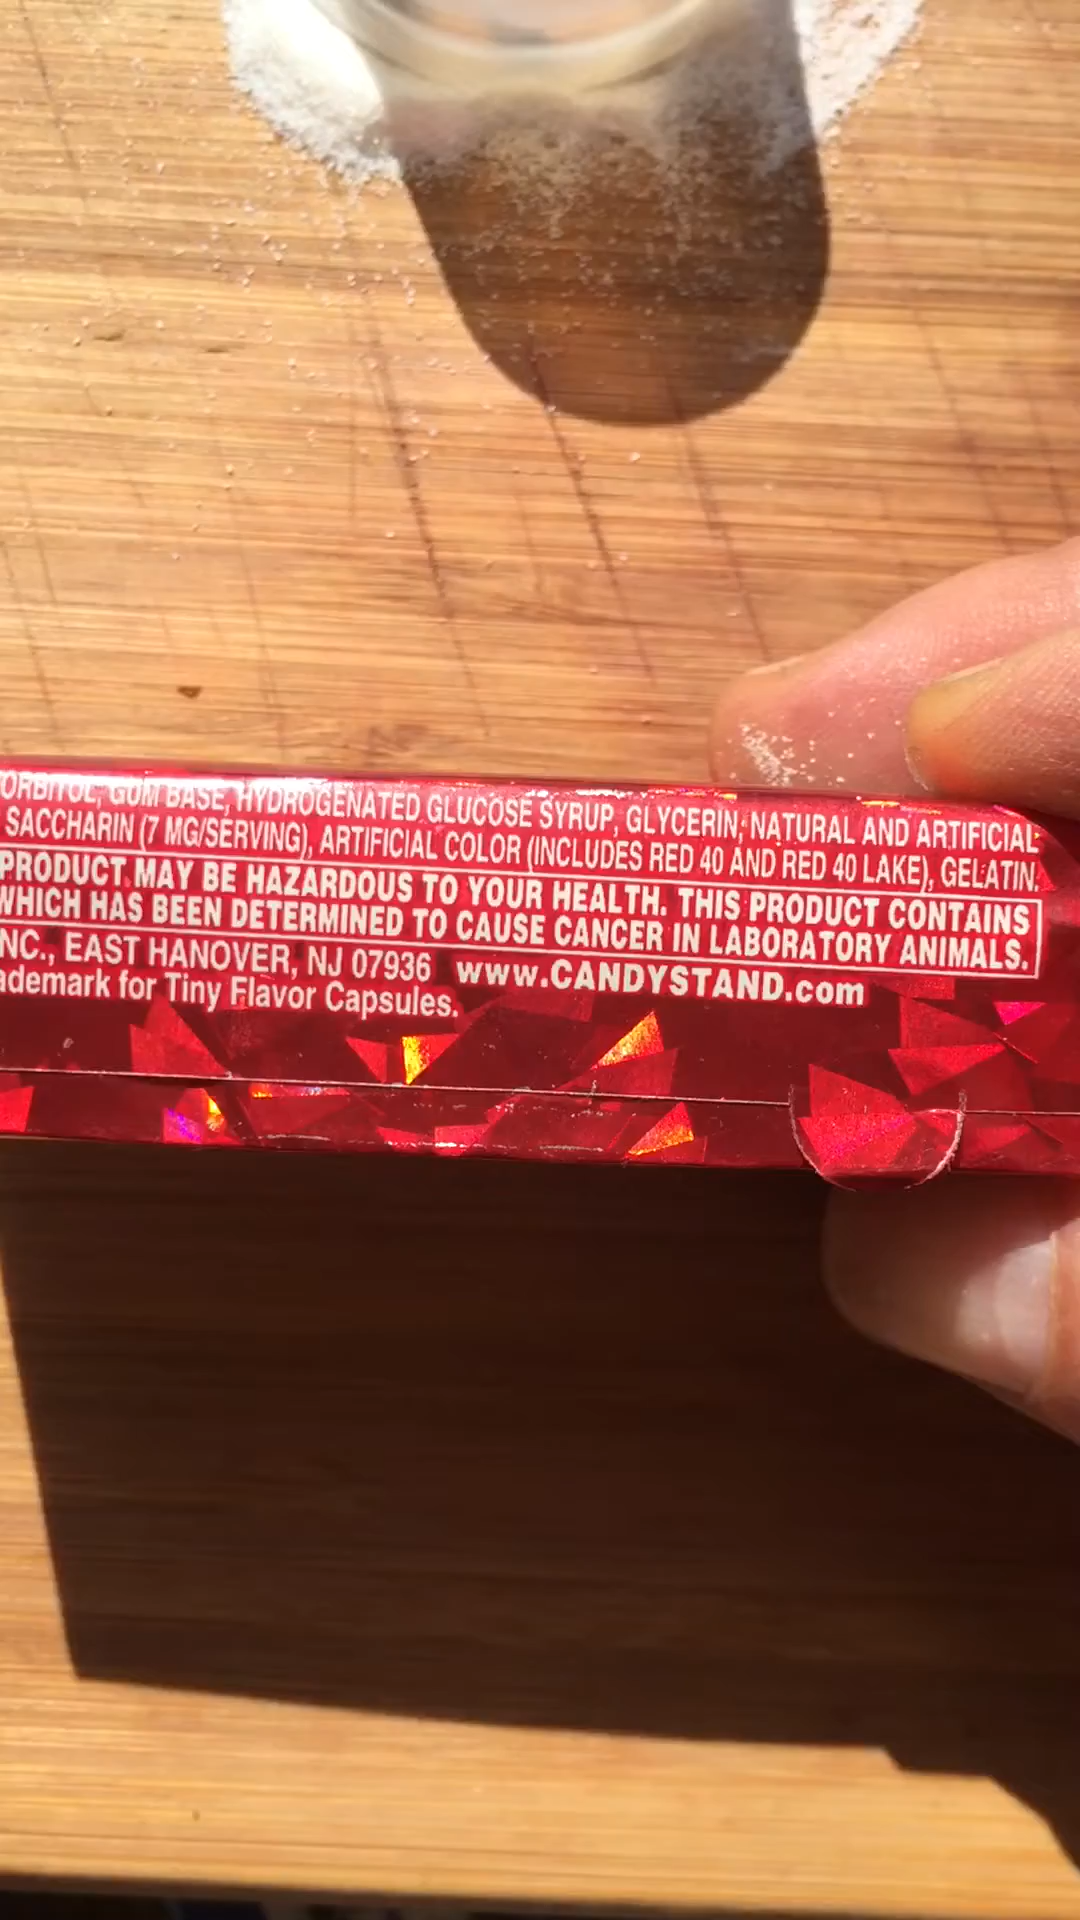 ORBITOL, GUM BASE, HYDROGENATED GLUCOSE SYRUP, GLYCERIN, NATURAL AND ARTIFICIAL
SACCHARIN (7 MG/SERVING), ARTIFICIAL COLOR (INCLUDES RED 40 AND RED 40 LAKE), GELATIN.
PRODUCT MAY BE HAZARDOUS TO YOUR HEALTH. THIS PRODUCT CONTAINS
WHICH HAS BEEN DETERMINED TO CAUSE CANCER IN LABORATORY ANIMALS.
NC., EAST HANOVER, NJ 07936 www.CANDYSTAND.com
ademark for Tiny Flavor Capsules.